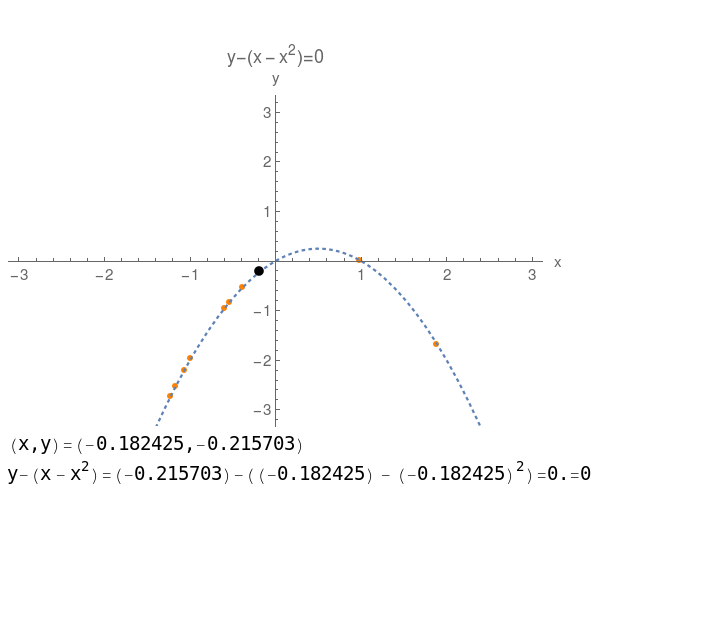 y−(x−x²)=0
y
3
2
1
−3 −2 −1 1 2 3 x
−1
−2
−3
(x,y)=(−0.182425,−0.215703)
y−(x−x²)=(−0.215703)−((−0.182425) − (−0.182425)²)=0.=0